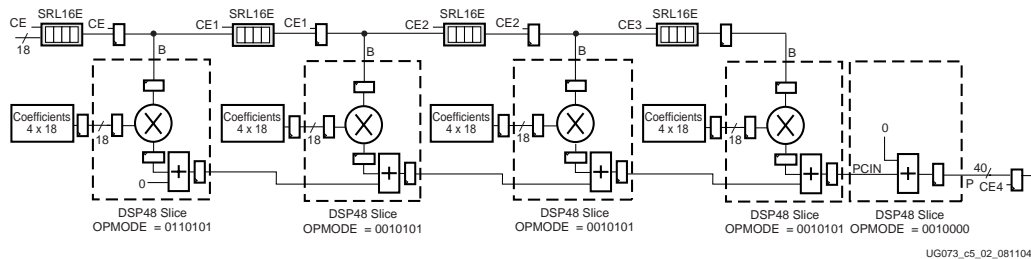 SRL16E
SRL16E
SRL16E
SRL16E
CE
CE
CE1
CE1
CE2
CE2
CE3
18
B
B
B
B
Coefficients
4 x 18
Coefficients
4 x 18
Coefficients
4 x 18
Coefficients
4 x 18
X
X
X
X
18
18
18
18
0
0
+
+
+
+
+
PCIN
40
P
CE4
DSP48 Slice
OPMODE = 0110101
DSP48 Slice
OPMODE = 0010101
DSP48 Slice
OPMODE = 0010101
DSP48 Slice
OPMODE = 0010101
DSP48 Slice
OPMODE = 0010000
UG073_c5_02_081104